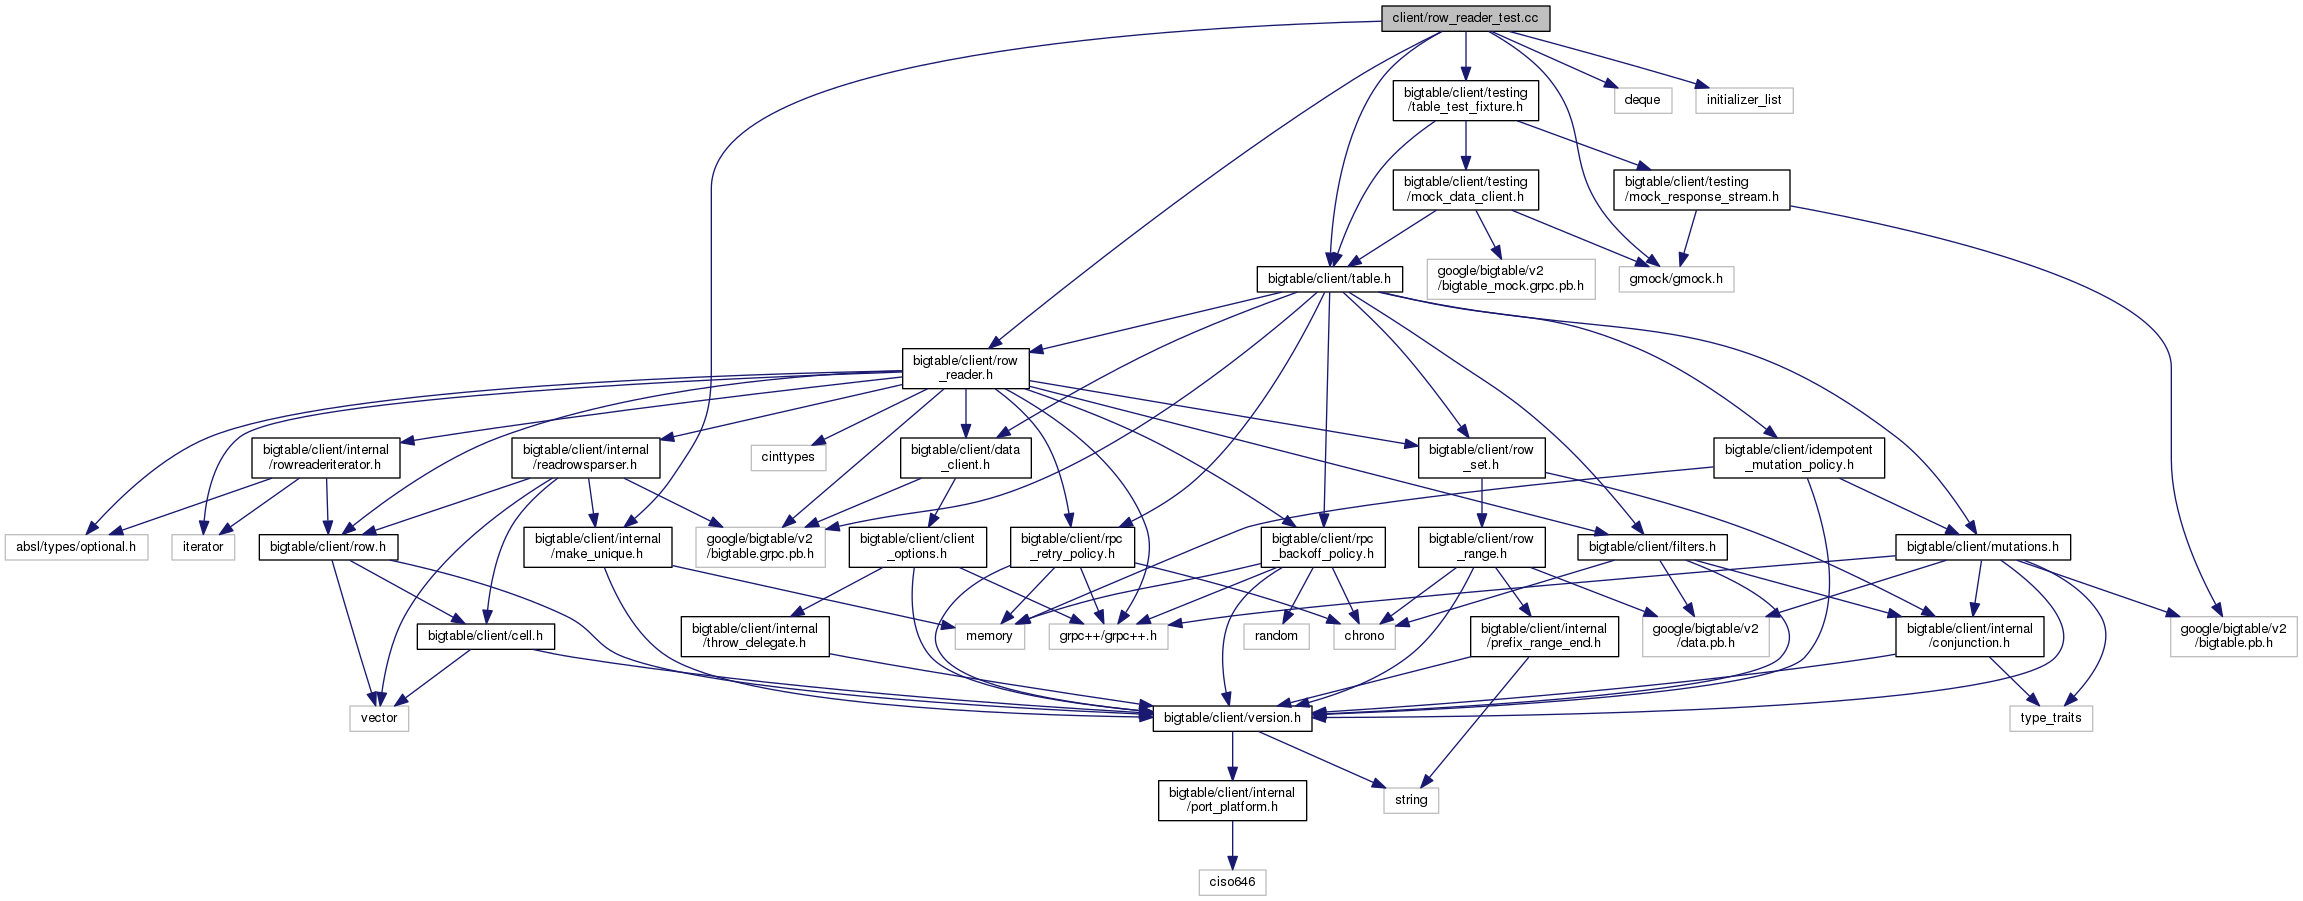 client/row_reader_test.cc
bigtable/client/testing
/table_test_fixture.h
deque
initializer_list
bigtable/client/testing
/mock_data_client.h
bigtable/client/testing
/mock_response_stream.h
bigtable/client/table.h
google/bigtable/v2
/bigtable_mock.grpc.pb.h
gmock/gmock.h
bigtable/client/row
_reader.h
bigtable/client/internal
/rowreaderiterator.h
bigtable/client/internal
/readrowsparser.h
cinttypes
bigtable/client/data
_client.h
bigtable/client/row
_set.h
bigtable/client/idempotent
_mutation_policy.h
absl/types/optional.h
iterator
bigtable/client/row.h
bigtable/client/internal
/make_unique.h
google/bigtable/v2
/bigtable.grpc.pb.h
bigtable/client/client
_options.h
bigtable/client/rpc
_retry_policy.h
bigtable/client/rpc
_backoff_policy.h
bigtable/client/row
_range.h
bigtable/client/filters.h
bigtable/client/mutations.h
bigtable/client/cell.h
bigtable/client/internal
/throw_delegate.h
memory
grpc++/grpc++.h
random
chrono
bigtable/client/internal
/prefix_range_end.h
google/bigtable/v2
/data.pb.h
bigtable/client/internal
/conjunction.h
google/bigtable/v2
/bigtable.pb.h
vector
bigtable/client/version.h
type_traits
bigtable/client/internal
/port_platform.h
string
ciso646